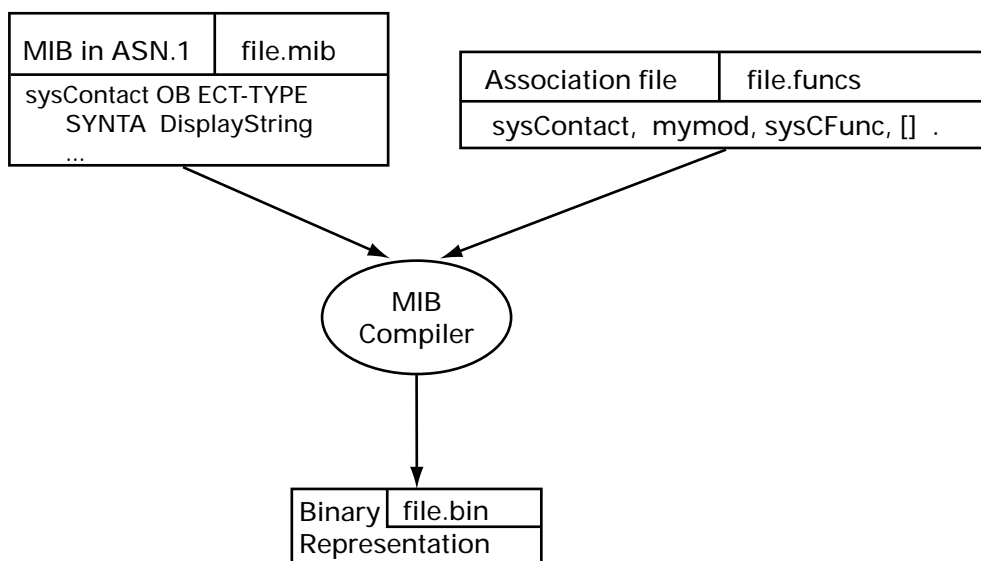 MIB in ASN.1 file.mib
sysContact OB ECT-TYPE
SYNTA DisplayString
...
Association file file.funcs
sysContact, mymod, sysCFunc, [] .
MIB
Compiler
Binary file.bin
Representation